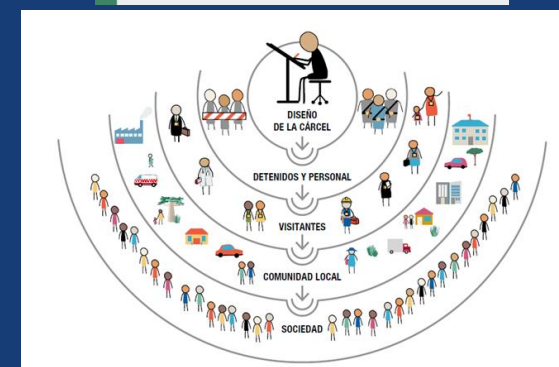 DISEÑO
DE LA CÁRCEL
DETENIDOS Y PERSONAL
VISITANTES
COMUNIDAD LOCAL
SOCIEDAD